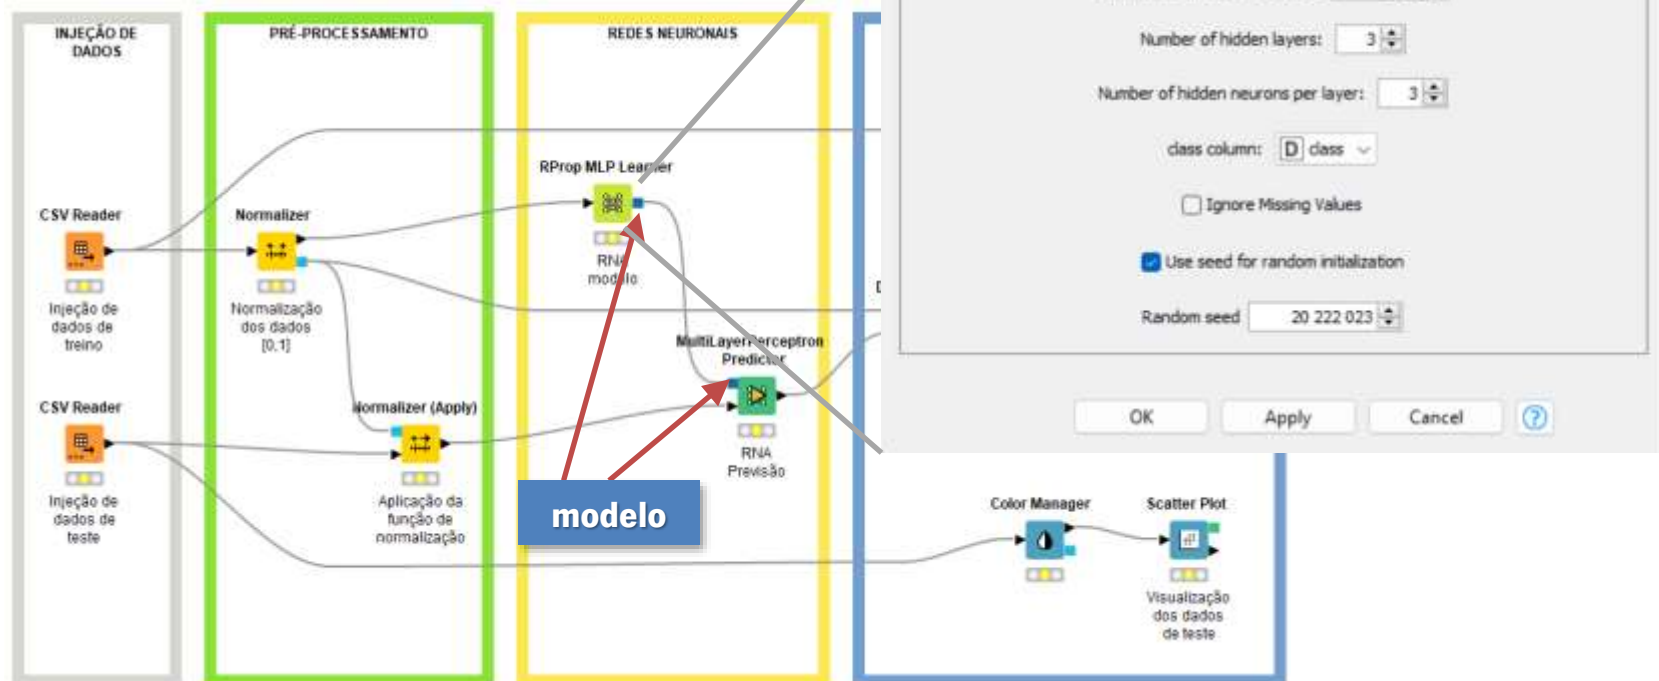 INJEÇÃO DE
DADOS
PRÉ-PROCESSAMENTO
REDES NEURONAIS
Number of hidden layers: 3
Number of hidden neurons per layer: 3
class column: D class
Ignore Missing Values
Use seed for random initialization
Random seed 20 222 023
OK Apply Cancel ?
RProp MLP Learner
RNA
modelo
CSV Reader
Injeção de
dados de
treino
Normalizer
Normalização
dos dados
[0,1]
MultiLayerPerceptron
Predictor
RNA
Previsão
CSV Reader
Injeção de
dados de
teste
Normalizer (Apply)
Aplicação da
função de
normalização
modelo
Color Manager
Scatter Plot
Visualização
dos dados
de teste